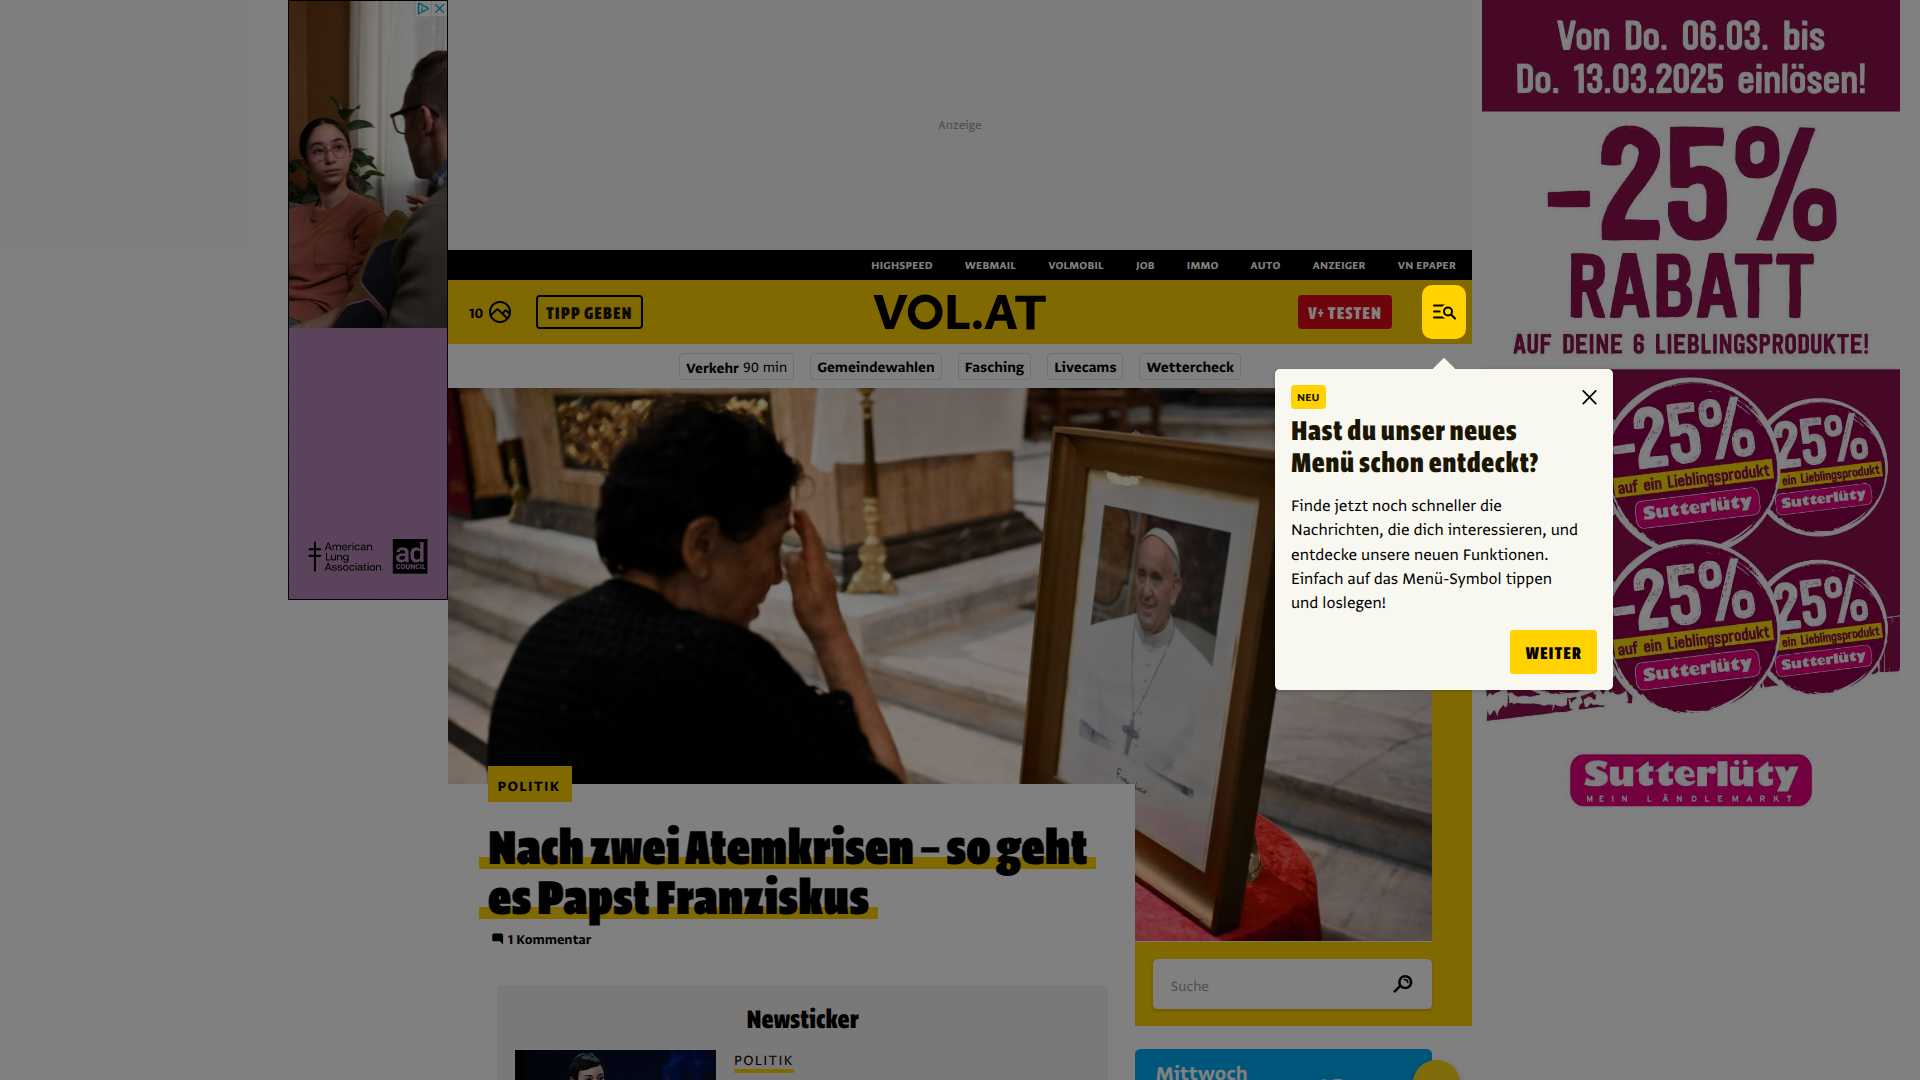 Von Do. 06.03. bis
Do. 13.03.2025 einlösen!
-25%
RABATT
AUF DEINE 6 LIEBLINGSPRODUKTE!
Anzeige
HIGHSPEED WEBMAIL VOLMOBIL JOB IMMO AUTO ANZEIGER VN EPAPER
10 TIPP GEBEN VOL.AT V+ TESTEN
Verkehr 90 min Gemeindewahlen Fasching Livecams Wettercheck
NEU
Hast du unser neues
Menü schon entdeckt?
Finde jetzt noch schneller die
Nachrichten, die dich interessieren, und
entdecke unsere neuen Funktionen.
Einfach auf das Menü-Symbol tippen
und loslegen!
WEITER
-25%
auf ein Lieblingsprodukt
Sutterlüty
25%
ein Lieblingsprodukt
Sutterlüty
-25%
auf ein Lieblingsprodukt
Sutterlüty
25%
ein Lieblingsprodukt
Sutterlüty
Sutterlüty
MEIN LÄNDLEMARKT
American
Lung
Association
ad
COUNCIL
POLITIK
Nach zwei Atemkrisen – so geht
es Papst Franziskus
1 Kommentar
Suche
Newsticker
POLITIK
Mittwoch